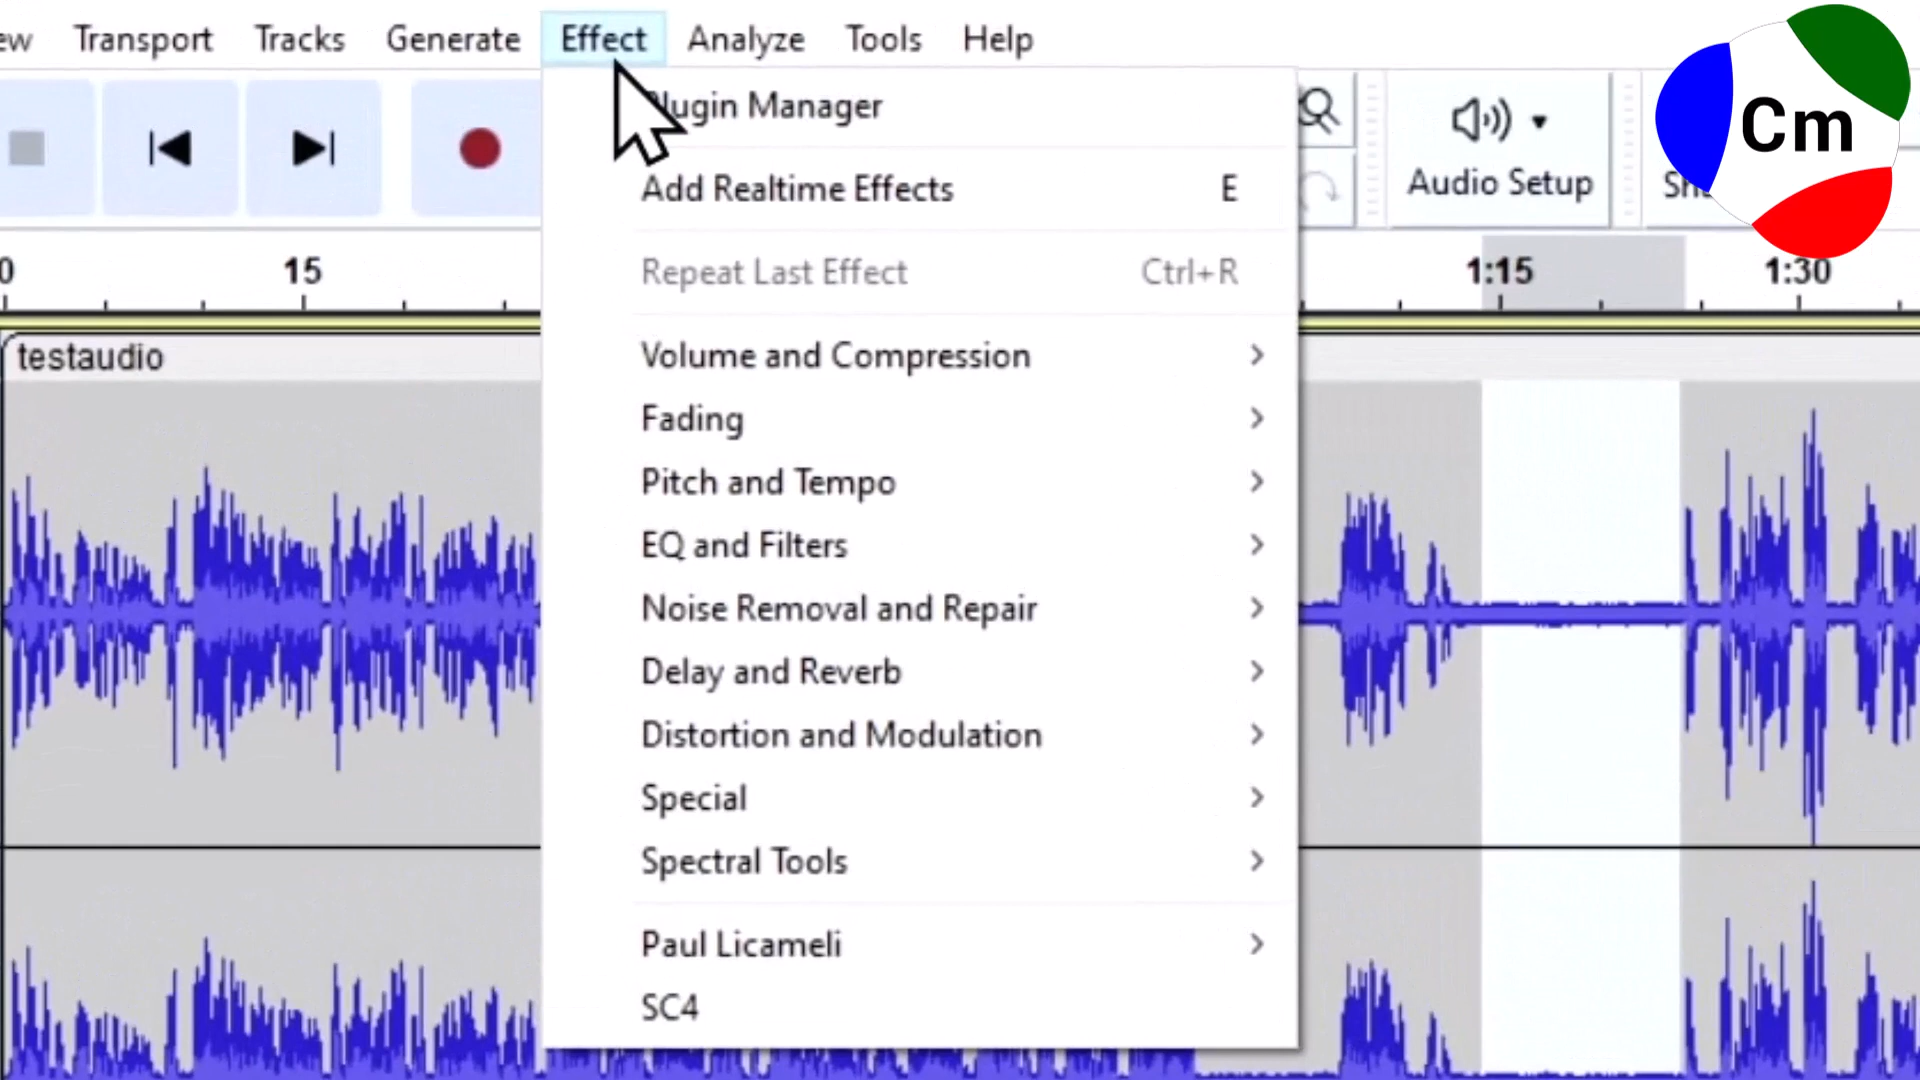 Transport Tracks Generate Effect Analyze Tools Help
Plugin Manager
Add Realtime Effects E
Repeat Last Effect Ctrl+R
Audio Setup
Cm
0 15 1:15 1:30
testaudio
Volume and Compression
Fading
Pitch and Tempo
EQ and Filters
Noise Removal and Repair
Delay and Reverb
Distortion and Modulation
Special
Spectral Tools
Paul Licameli
SC4